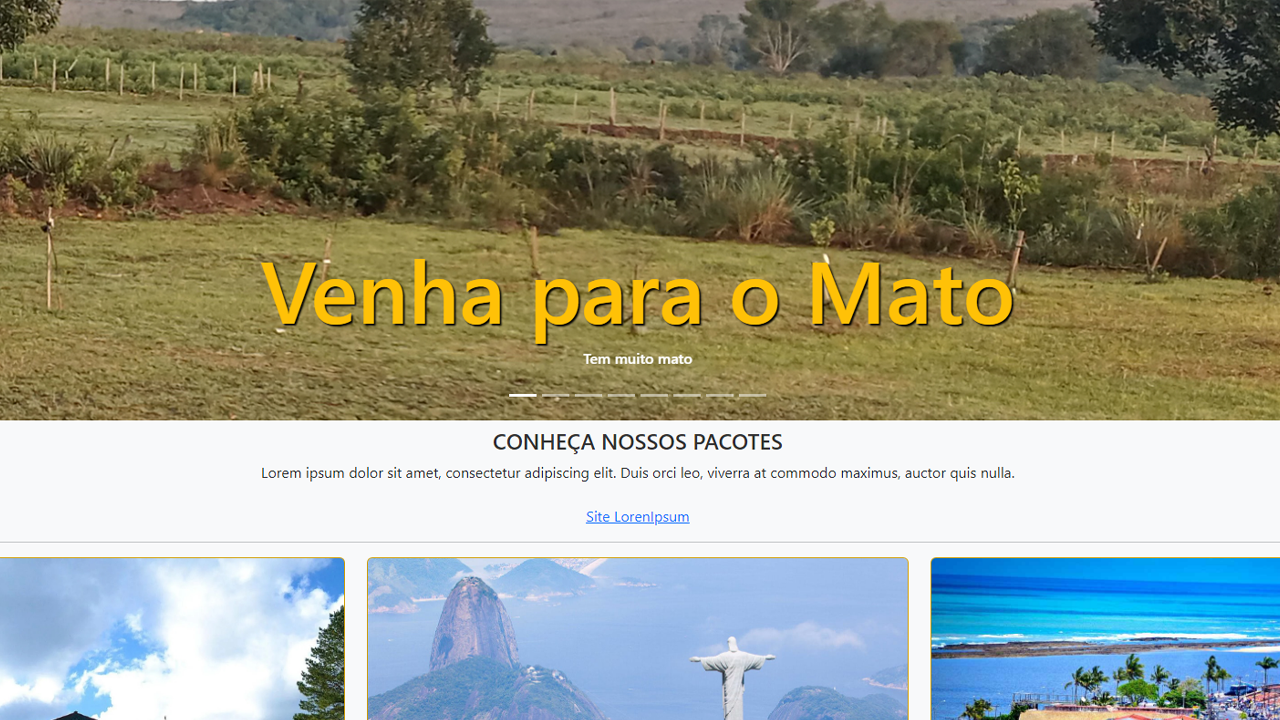 Venha para o Mato
Tem muito mato
CONHEÇA NOSSOS PACOTES
Lorem ipsum dolor sit amet, consectetur adipiscing elit. Duis orci leo, viverra at commodo maximus, auctor quis nulla.
Site LorenIpsum